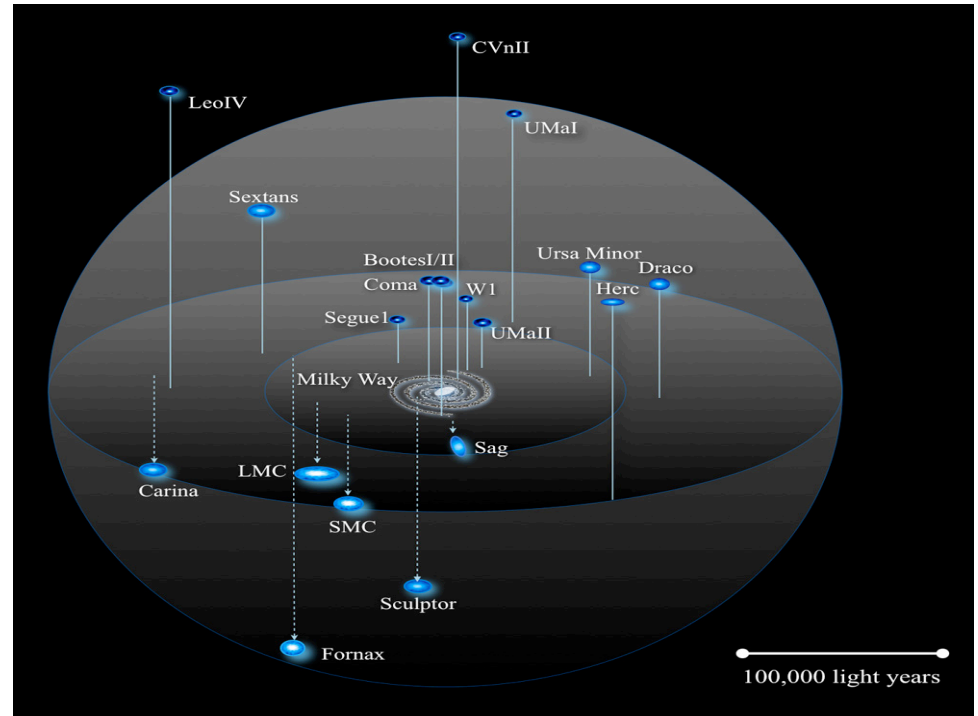 CVnII
LeoIV
UMaI
Sextans
Ursa Minor
BootesI/II
Draco
Coma
Herc
W1
Segue1
UMaII
Milky Way
Sag
LMC
Carina
SMC
Sculptor
Fornax
100,000 light years